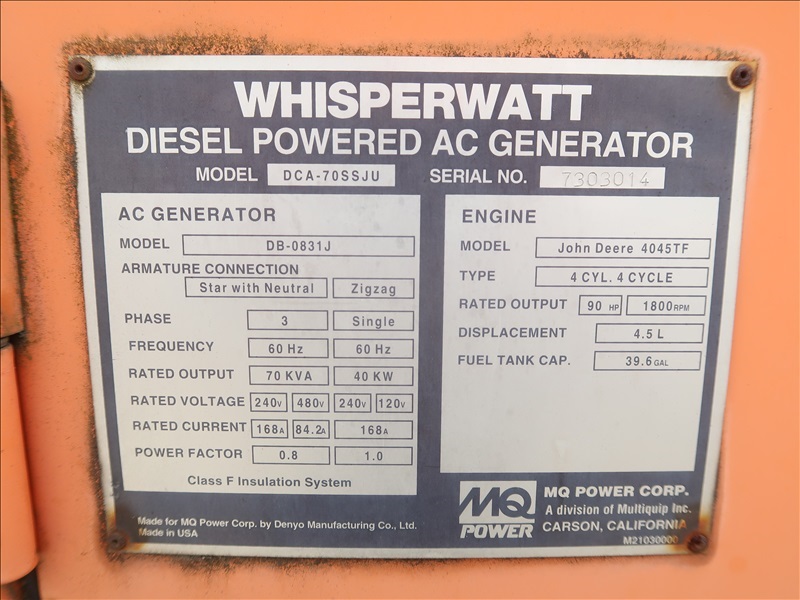 WHISPERWATT
DIESEL POWERED AC GENERATOR
MODEL DCA-70SSJU SERIAL NO. 7303014
AC GENERATOR
MODEL DB-0831J
ARMATURE CONNECTION
Star with Neutral Zigzag
PHASE 3 Single
FREQUENCY 60 Hz 60 Hz
RATED OUTPUT 70 KVA 40 KW
RATED VOLTAGE 240V 480V 240V 120V
RATED CURRENT 168A 84.2A 168A
POWER FACTOR 0.8 1.0
Class F Insulation System
ENGINE
MODEL John Deere 4045TF
TYPE 4 CYL. 4 CYCLE
RATED OUTPUT 90 HP 1800RPM
DISPLACEMENT 4.5 L
FUEL TANK CAP. 39.6GAL
Made for MQ Power Corp. by Denyo Manufacturing Co., Ltd.
Made in USA
MQ
POWER
MQ POWER CORP.
A division of Multiquip Inc.
CARSON, CALIFORNIA
M21030000